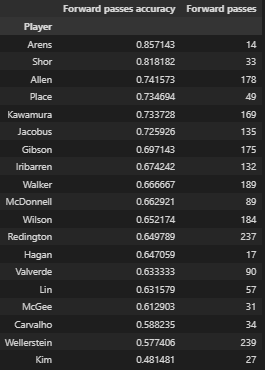 Forward passes accuracy Forward passes
Player
Arens 0.857143 14
Shor 0.818182 33
Allen 0.741573 178
Place 0.734694 49
Kawamura 0.733728 169
Jacobus 0.725926 135
Gibson 0.697143 175
Iribarren 0.674242 132
Walker 0.666667 189
McDonnell 0.662921 89
Wilson 0.652174 184
Redington 0.649789 237
Hagan 0.647059 17
Valverde 0.633333 90
Lin 0.631579 57
McGee 0.612903 31
Carvalho 0.588235 34
Wellerstein 0.577406 239
Kim 0.481481 27